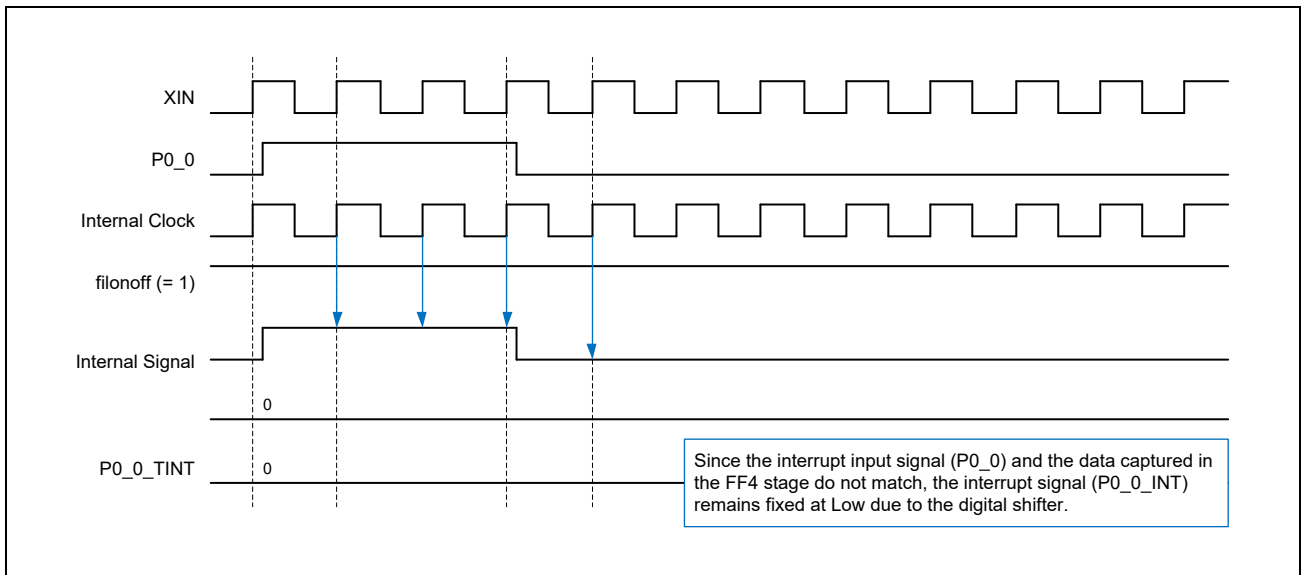 XIN
P0_0
Internal Clock
filonoff (= 1)
Internal Signal
0
P0_0_TINT
0
Since the interrupt input signal (P0_0) and the data captured in
the FF4 stage do not match, the interrupt signal (P0_0_INT)
remains fixed at Low due to the digital shifter.